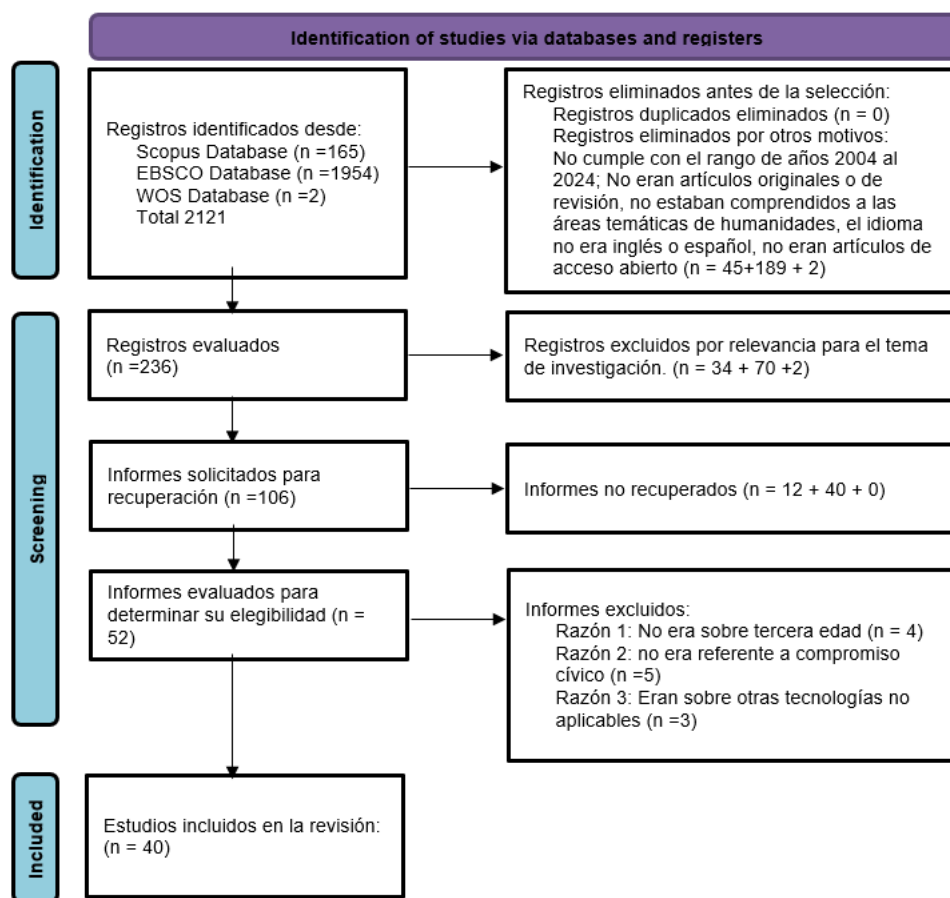 Identification of studies via databases and registers
Identification
Registros identificados desde:
Scopus Database (n =165)
EBSCO Database (n =1954)
WOS Database (n =2)
Total 2121
Registros eliminados antes de la selección:
Registros duplicados eliminados (n = 0)
Registros eliminados por otros motivos:
No cumple con el rango de años 2004 al
2024; No eran artículos originales o de
revisión, no estaban comprendidos a las
áreas temáticas de humanidades, el idioma
no era inglés o español, no eran artículos de
acceso abierto (n = 45+189 + 2)
Screening
Registros evaluados
(n =236)
Registros excluidos por relevancia para el tema
de investigación. (n = 34 + 70 +2)
Informes solicitados para
recuperación (n =106)
Informes no recuperados (n = 12 + 40 + 0)
Informes evaluados para
determinar su elegibilidad (n =
52)
Informes excluidos:
Razón 1: No era sobre tercera edad (n = 4)
Razón 2: no era referente a compromiso
cívico (n =5)
Razón 3: Eran sobre otras tecnologías no
aplicables (n =3)
Included
Estudios incluidos en la revisión:
(n = 40)